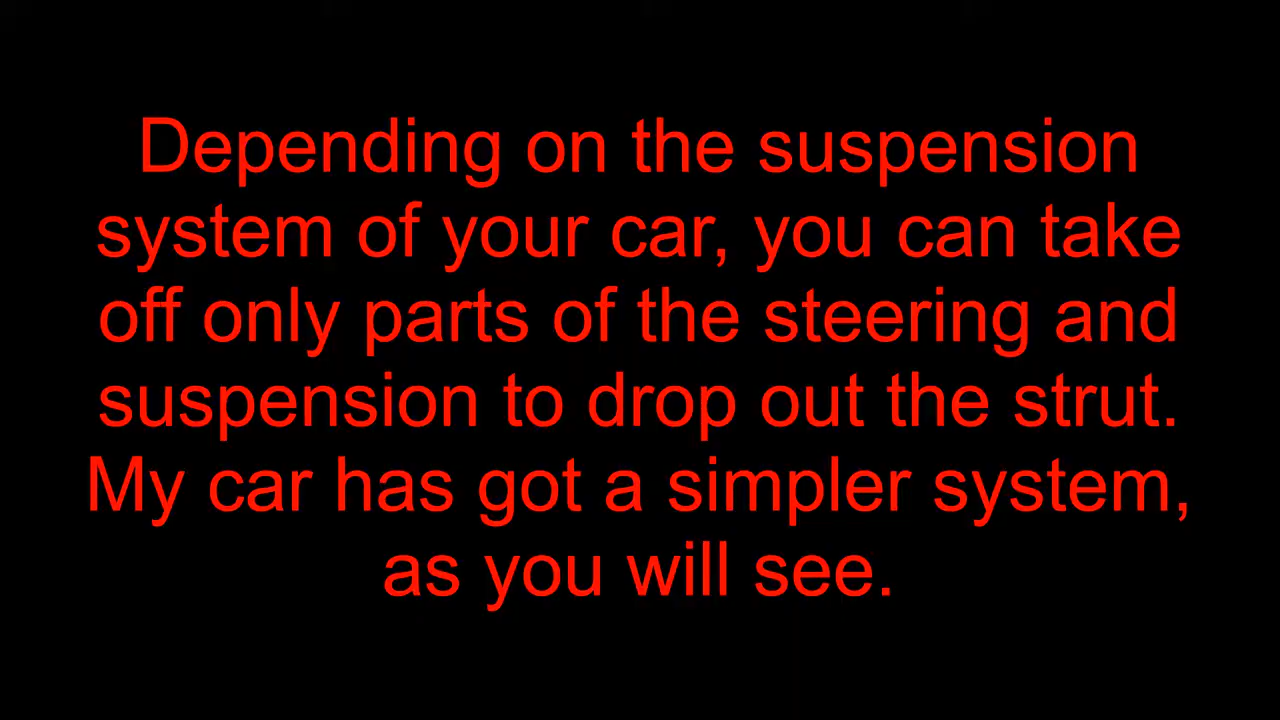 Depending on the suspension
system of your car, you can take
off only parts of the steering and
suspension to drop out the strut.
My car has got a simpler system,
as you will see.